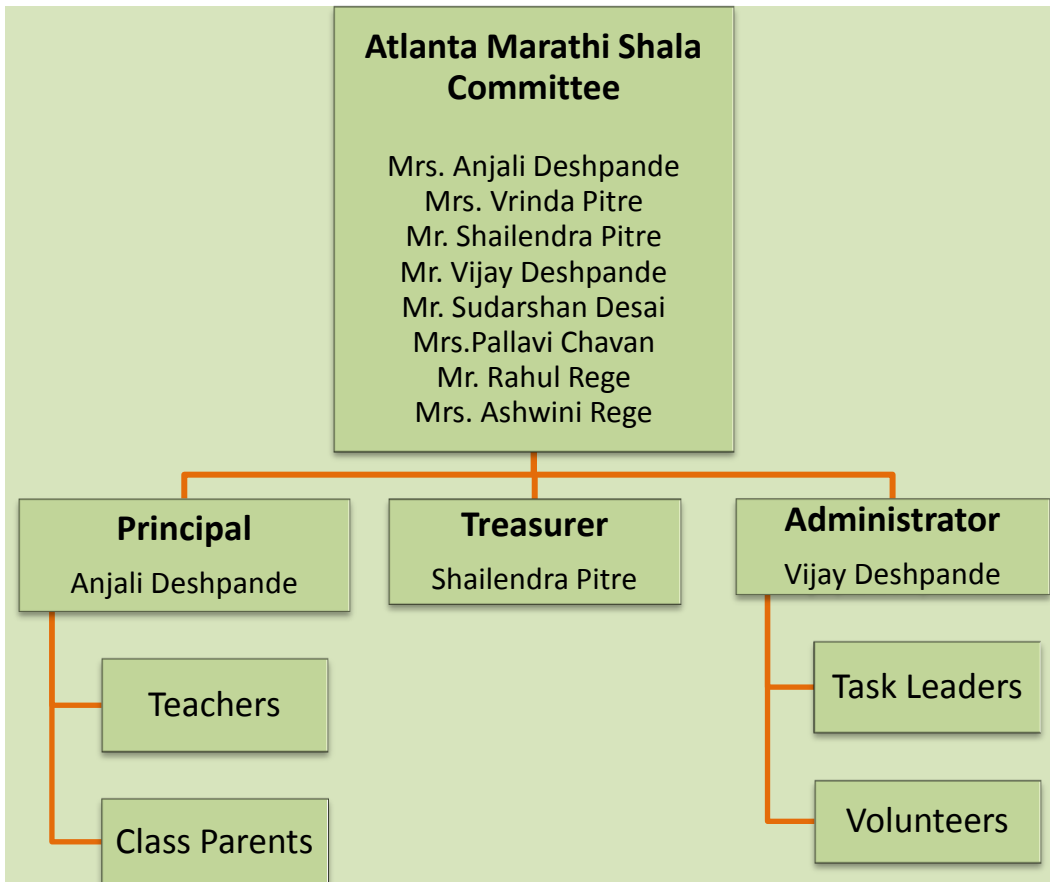 Atlanta Marathi Shala
Committee
Mrs. Anjali Deshpande
Mrs. Vrinda Pitre
Mr. Shailendra Pitre
Mr. Vijay Deshpande
Mr. Sudarshan Desai
Mrs.Pallavi Chavan
Mr. Rahul Rege
Mrs. Ashwini Rege
Principal
Anjali Deshpande
Treasurer
Shailendra Pitre
Administrator
Vijay Deshpande
Teachers
Class Parents
Task Leaders
Volunteers